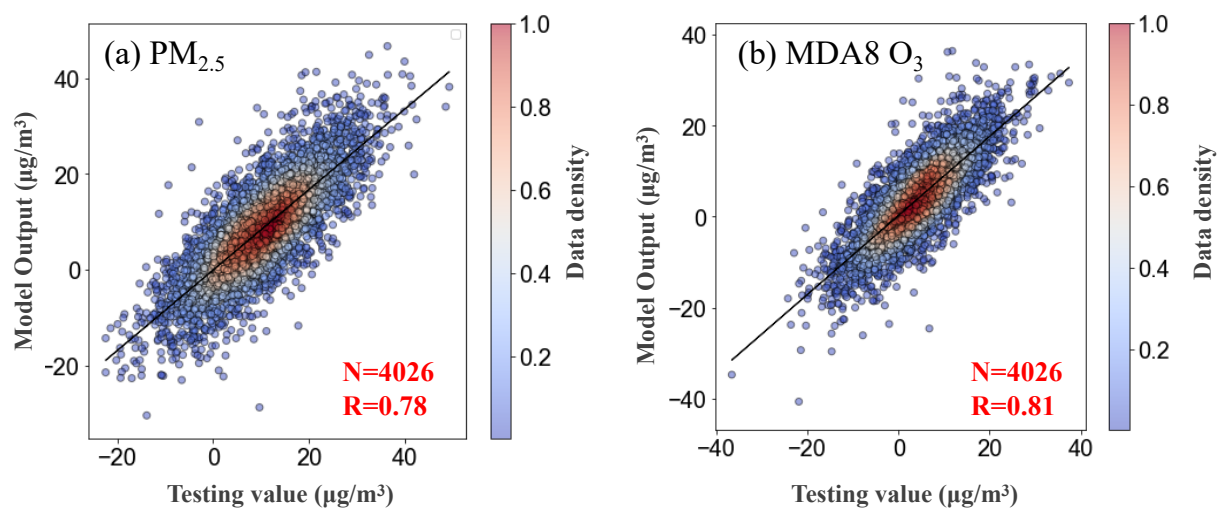 (a) PM₂.₅
40
20
0
−20
−20
0
20
40
Model Output (μg/m³)
Testing value (μg/m³)
N=4026
R=0.78
1.0
0.8
0.6
0.4
0.2
Data density
(b) MDA8 O₃
40
20
0
−20
−40
−40
−20
0
20
40
Model Output (μg/m³)
Testing value (μg/m³)
N=4026
R=0.81
1.0
0.8
0.6
0.4
0.2
Data density